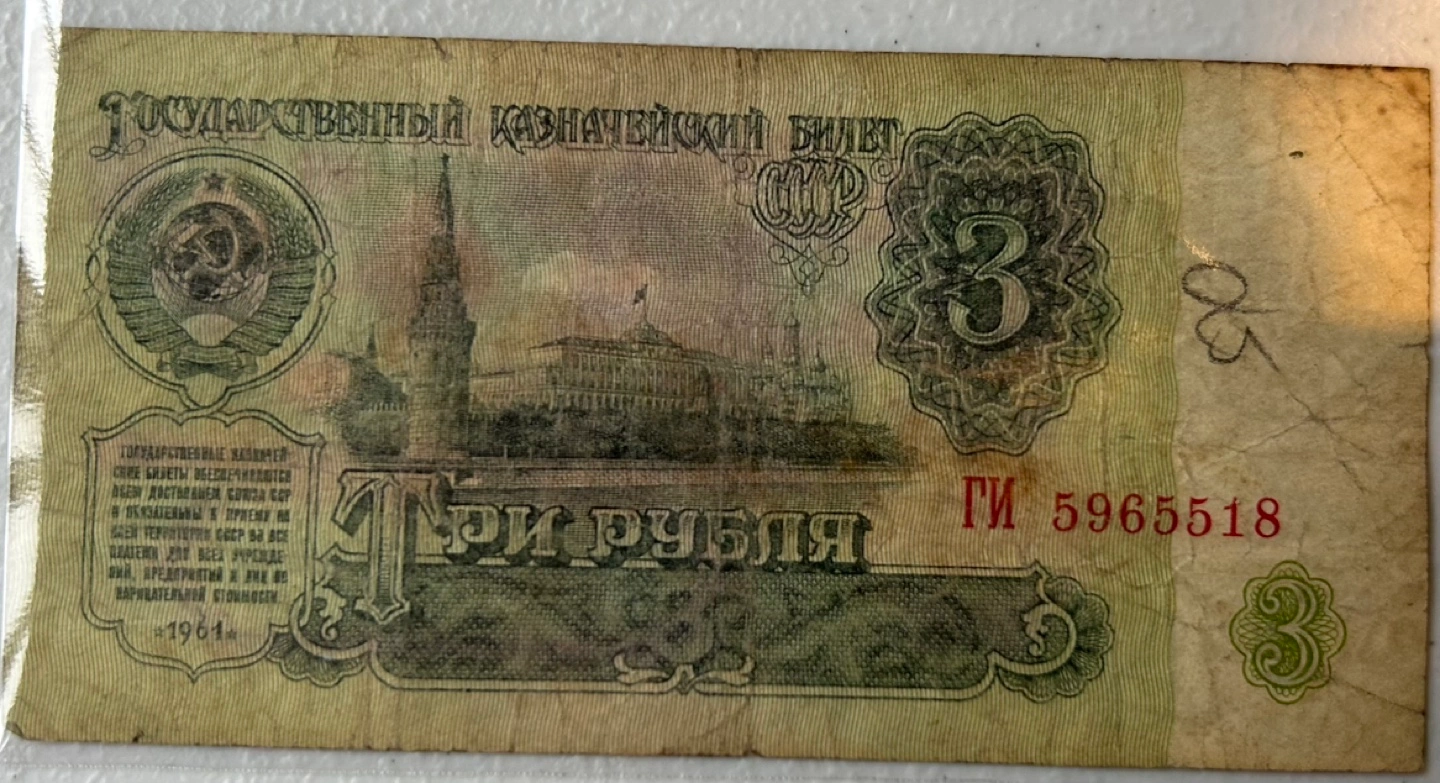 Государственный казначейский билет
СССР
3
ГОСУДАРСТВЕННЫЕ КАЗНАЧЕЙ-
СКИЕ БИЛЕТЫ ОБЕСПЕЧИВАЮТСЯ
ВСЕМ ДОСТОЯНИЕМ СОЮЗА ССР
И ОБЯЗАТЕЛЬНЫ К ПРИЕМУ НА
ВСЕЙ ТЕРРИТОРИИ СССР ВО ВСЕ
ПЛАТЕЖИ ДЛЯ ВСЕХ УЧРЕЖДЕ-
НИЙ, ПРЕДПРИЯТИЙ И ЛИЦ ПО
НАРИЦАТЕЛЬНОЙ СТОИМОСТИ.
*1961*
ТРИ РУБЛЯ
ГИ 5965518
3